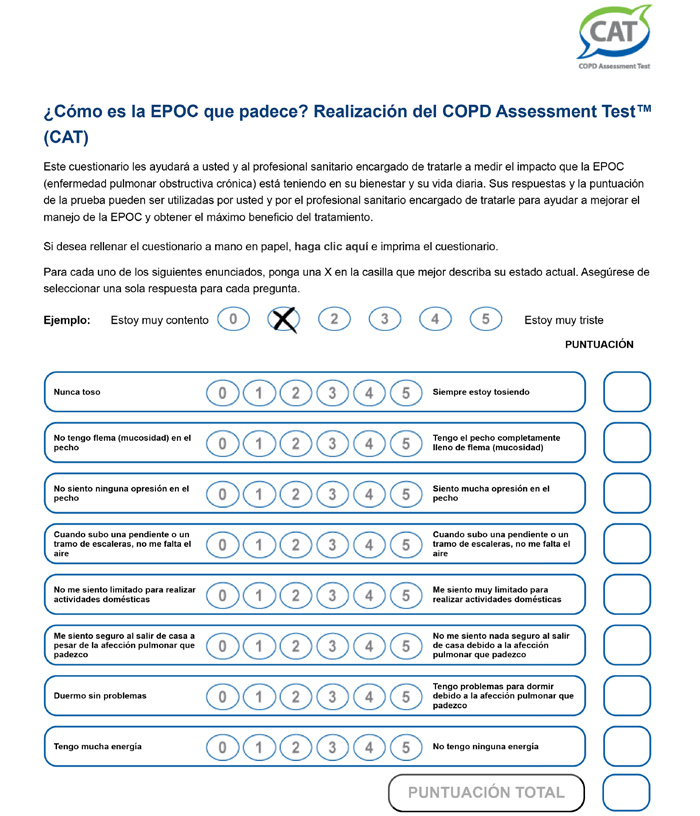 CAT
COPD Assessment Test
¿Cómo es la EPOC que padece? Realización del COPD Assessment Test™
(CAT)
Este cuestionario les ayudará a usted y al profesional sanitario encargado de tratarle a medir el impacto que la EPOC
(enfermedad pulmonar obstructiva crónica) está teniendo en su bienestar y su vida diaria. Sus respuestas y la puntuación
de la prueba pueden ser utilizadas por usted y por el profesional sanitario encargado de tratarle para ayudar a mejorar el
manejo de la EPOC y obtener el máximo beneficio del tratamiento.
Si desea rellenar el cuestionario a mano en papel, haga clic aquí e imprima el cuestionario.
Para cada uno de los siguientes enunciados, ponga una X en la casilla que mejor describa su estado actual. Asegúrese de
seleccionar una sola respuesta para cada pregunta.
Ejemplo: Estoy muy contento 0 X 2 3 4 5 Estoy muy triste
PUNTUACIÓN
Nunca toso 0 1 2 3 4 5 Siempre estoy tosiendo
No tengo flema (mucosidad) en el
pecho
0 1 2 3 4 5
Tengo el pecho completamente
lleno de flema (mucosidad)
No siento ninguna opresión en el
pecho
0 1 2 3 4 5
Siento mucha opresión en el
pecho
Cuando subo una pendiente o un
tramo de escaleras, no me falta el
aire
0 1 2 3 4 5
Cuando subo una pendiente o un
tramo de escaleras, no me falta el
aire
No me siento limitado para realizar
actividades domésticas
0 1 2 3 4 5
Me siento muy limitado para
realizar actividades domésticas
Me siento seguro al salir de casa a
pesar de la afección pulmonar que
padezco
0 1 2 3 4 5
No me siento nada seguro al salir
de casa debido a la afección
pulmonar que padezco
Duermo sin problemas
0 1 2 3 4 5
Tengo problemas para dormir
debido a la afección pulmonar que
padezco
Tengo mucha energía 0 1 2 3 4 5 No tengo ninguna energía
PUNTUACIÓN TOTAL